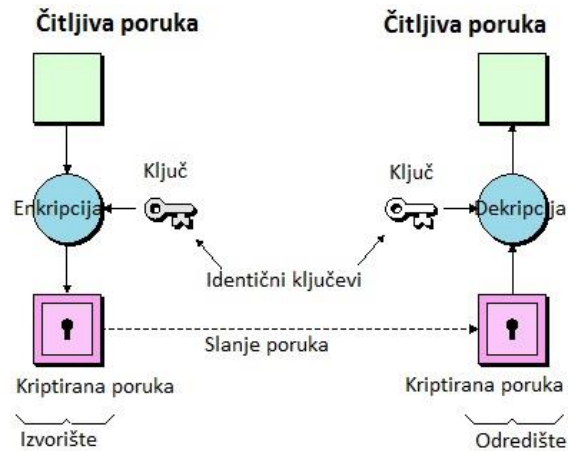 Čitljiva poruka
Čitljiva poruka
Ključ
Ključ
Enkripcija
Dekripcija
Identični ključevi
Slanje poruka
Kriptirana poruka
Kriptirana poruka
Izvorište
Odredište